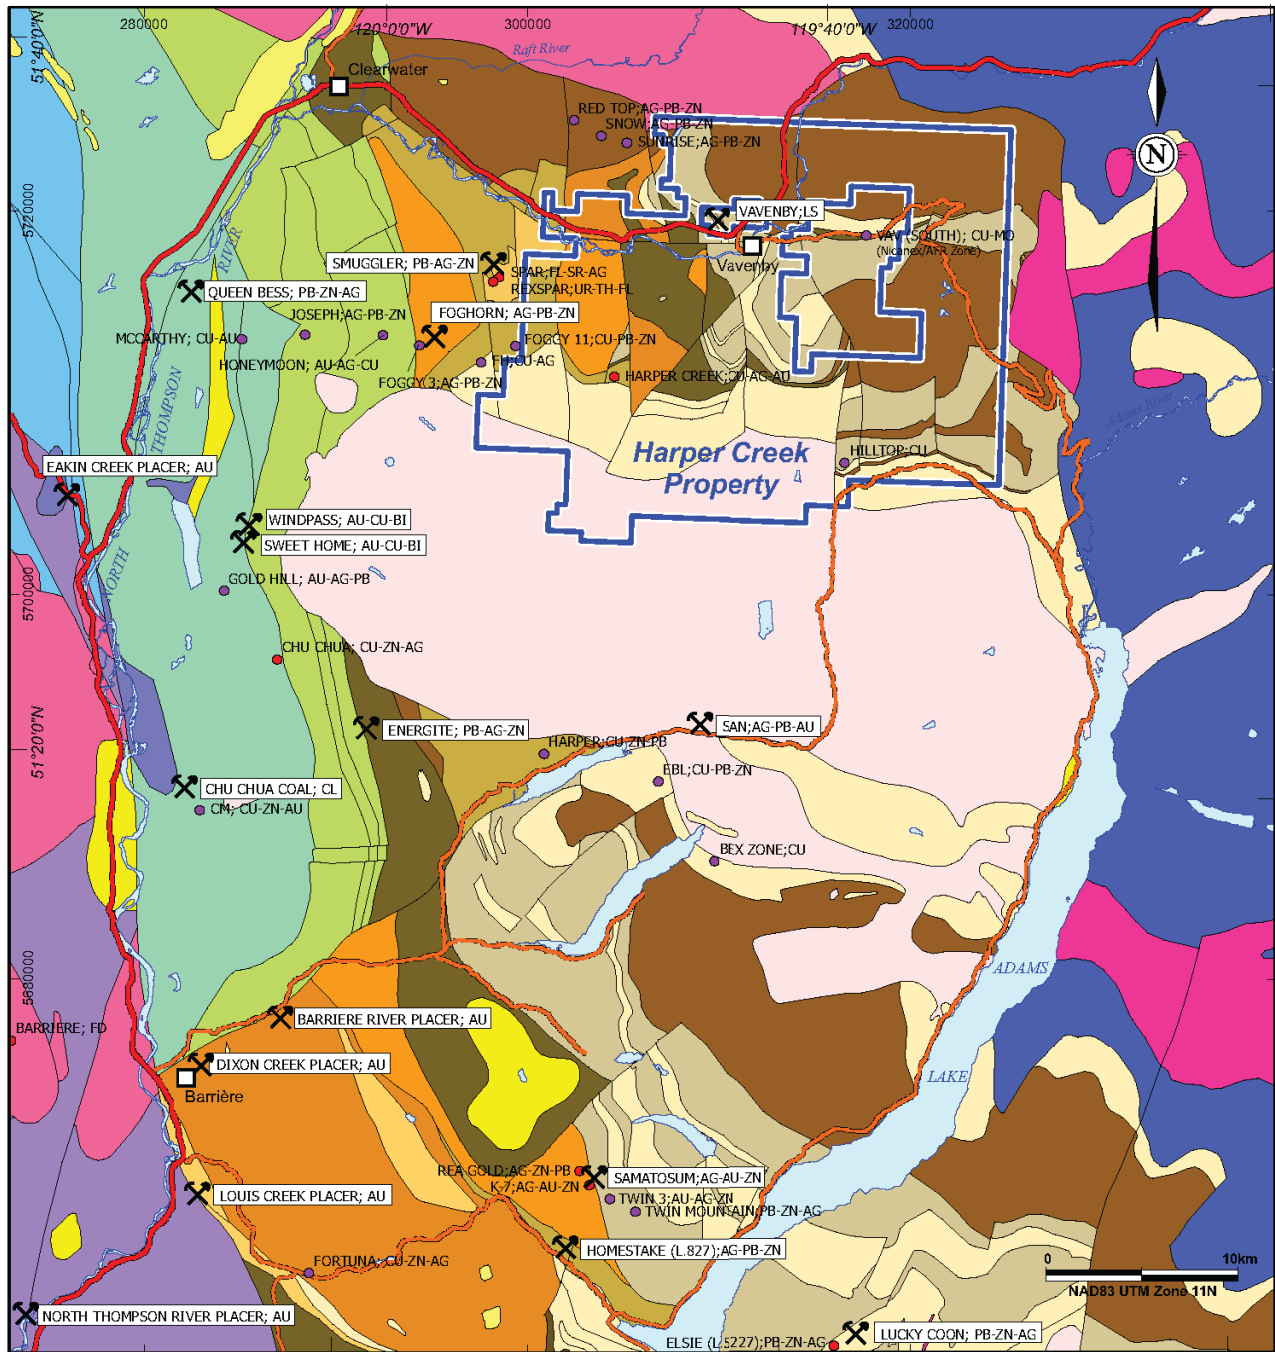 280000
120°0'0"W
300000
119°40'0"W
320000
51°40'0"N
Raft River
Clearwater
RED TOP;AG-PB-ZN
SNOW;AG-PB-ZN
SUNRISE;AG-PB-ZN
N
5720000
VAVENBY;LS
VAV (SOUTH); CU-MO
(Nicanex/AFR Zone)
Vavenby
RIVER
SMUGGLER; PB-AG-ZN
SPAR;FL-SR-AG
REXSPAR;UR-TH-FL
QUEEN BESS; PB-ZN-AG
FOGHORN; AG-PB-ZN
JOSEPH;AG-PB-ZN
MCCARTHY; CU-AU
FOGGY 11;CU-PB-ZN
HONEYMOON; AU-AG-CU
FH;CU-AG
FOGGY 3;AG-PB-ZN
HARPER CREEK;CU-AG-AU
THOMPSON
Adams River
Harper Creek
Property
HILLTOP;CU
EAKIN CREEK PLACER; AU
WINDPASS; AU-CU-BI
SWEET HOME; AU-CU-BI
NORTH
GOLD HILL; AU-AG-PB
5700000
CHU CHUA; CU-ZN-AG
51°20'0"N
ENERGITE; PB-AG-ZN
SAN;AG-PB-AU
HARPER;CU-ZN-PB
EBL;CU-PB-ZN
CHU CHUA COAL; CL
CM; CU-ZN-AU
BEX ZONE;CU
5680000
ADAMS
BARRIERE; FD
BARRIERE RIVER PLACER; AU
DIXON CREEK PLACER; AU
LAKE
Barrière
REA GOLD;AG-ZN-PB
SAMATOSUM;AG-AU-ZN
K-7;AG-AU-ZN
LOUIS CREEK PLACER; AU
TWIN 3;AU-AG-ZN
TWIN MOUNTAIN;PB-ZN-AG
HOMESTAKE (L.827);AG-PB-ZN
FORTUNA; CU-ZN-AG
0 10km
NAD83 UTM Zone 11N
NORTH THOMPSON RIVER PLACER; AU
ELSIE (L.5227);PB-ZN-AG
LUCKY COON; PB-ZN-AG